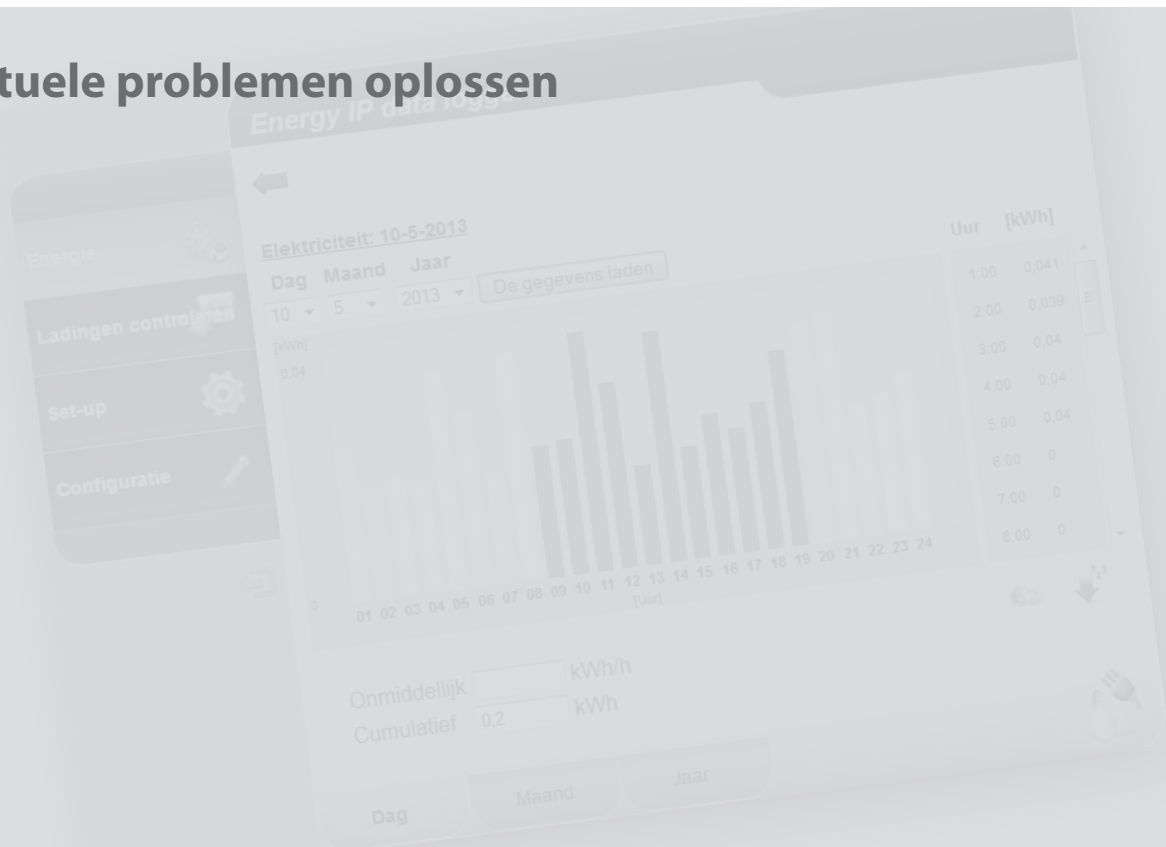 tuele problemen oplossen
Energy IP data logge
Elektriciteit: 10-5-2013
Dag Maand Jaar
10 5 2013 De gegevens laden
[kWh]
0,04
0
01 02 03 04 05 06 07 08 09 10 11 12 13 14 15 16 17 18 19 20 21 22 23 24
[Uur]
Uur [kWh]
1:00 0,041
2:00 0,039
3:00 0,04
4:00 0,04
5:00 0,04
6:00 0
7:00 0
8:00 0
Energie
Ladingen controleren
Set-up
Configuratie
Onmiddellijk kWh/h
Cumulatief 0,2 kWh
Dag Maand Jaar